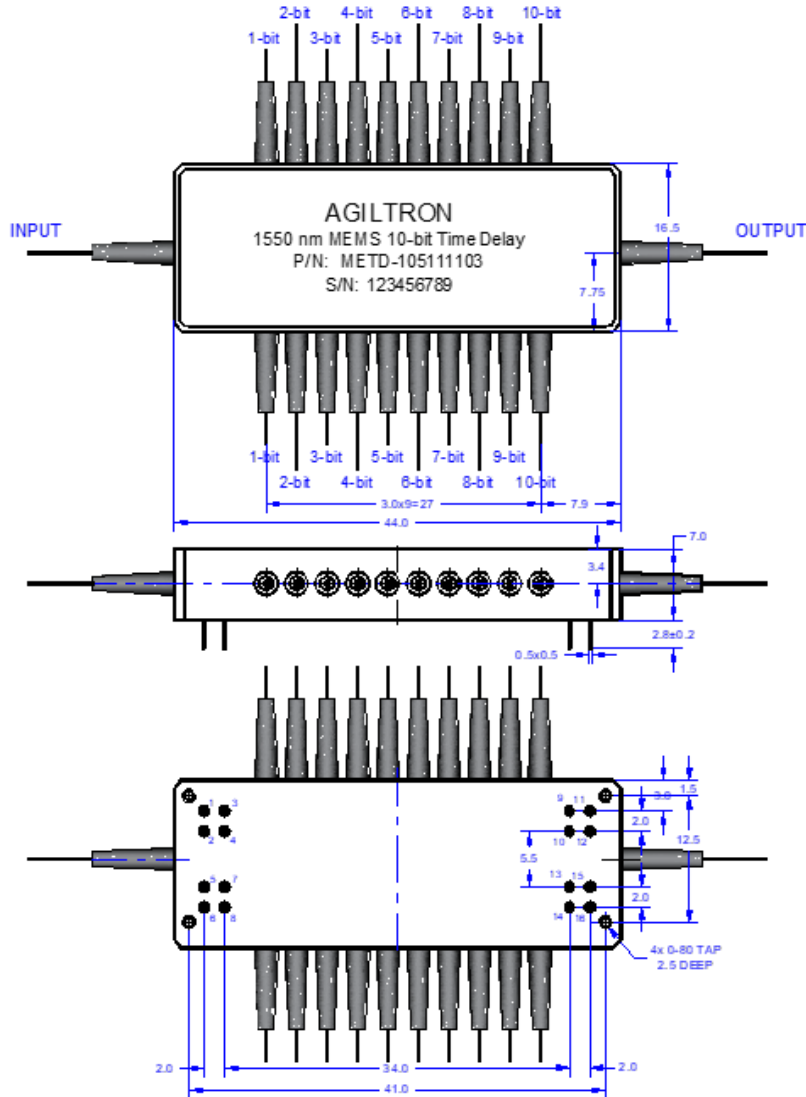 2-bit 4-bit 6-bit 8-bit 10-bit
1-bit 3-bit 5-bit 7-bit 9-bit
INPUT
OUTPUT
AGILTRON
1550 nm MEMS 10-bit Time Delay
P/N: METD-105111103
S/N: 123456789
16.5
7.75
1-bit 3-bit 5-bit 7-bit 9-bit
2-bit 4-bit 6-bit 8-bit 10-bit
3.0x9=27
7.9
44.0
7.0
3.4
2.8±0.2
0.5x0.5
1 3
2 4
5 7
6 8
9 11
10 12
13 15
14 16
3.0
1.5
2.0
12.5
5.5
2.0
4x 0-80 TAP
2.5 DEEP
2.0
34.0
2.0
41.0